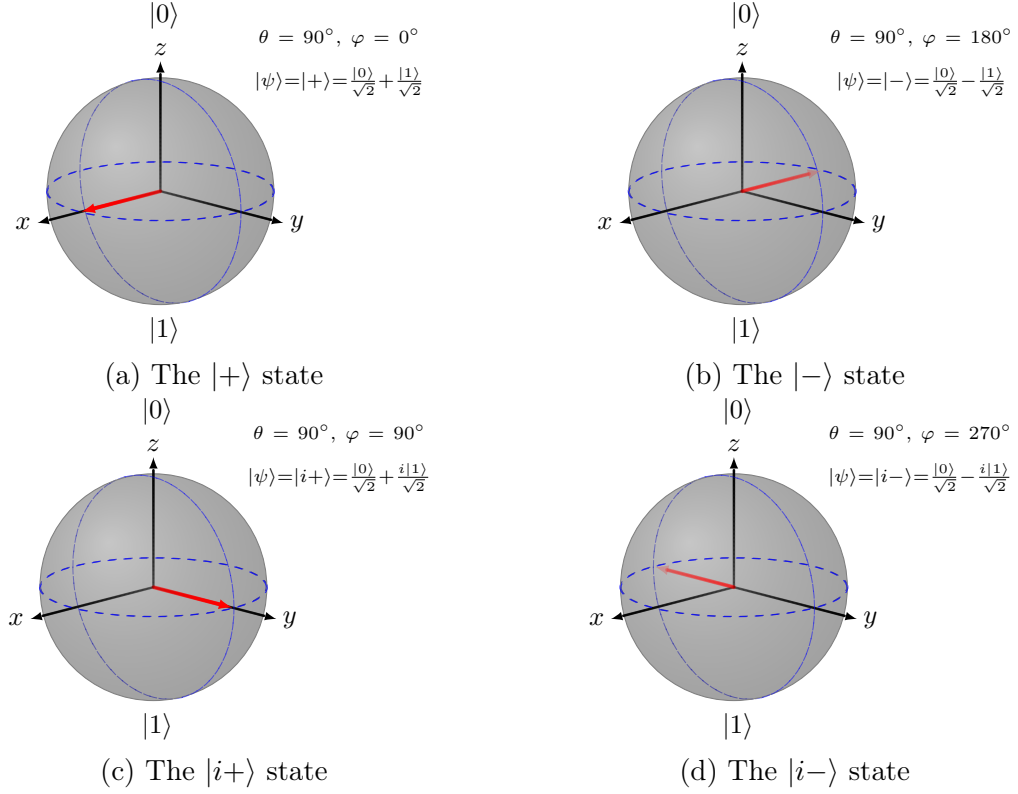 |0⟩
θ = 90°, φ = 0°
z
|ψ⟩=|+⟩=|0⟩/√2+|1⟩/√2
x
y
|1⟩
(a) The |+⟩ state
|0⟩
θ = 90°, φ = 180°
z
|ψ⟩=|−⟩=|0⟩/√2−|1⟩/√2
x
y
|1⟩
(b) The |−⟩ state
|0⟩
θ = 90°, φ = 90°
z
|ψ⟩=|i+⟩=|0⟩/√2+i|1⟩/√2
x
y
|1⟩
(c) The |i+⟩ state
|0⟩
θ = 90°, φ = 270°
z
|ψ⟩=|i−⟩=|0⟩/√2−i|1⟩/√2
x
y
|1⟩
(d) The |i−⟩ state